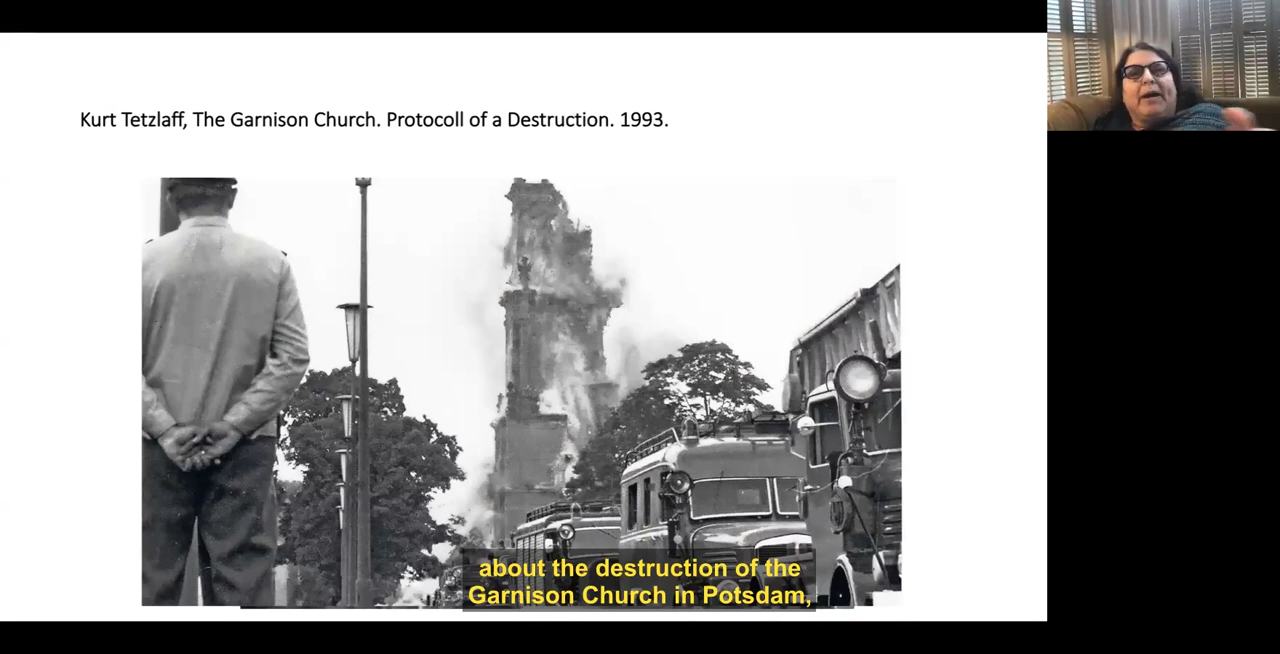 Kurt Tetzlaff, The Garnison Church. Protocoll of a Destruction. 1993.
about the destruction of the
Garnison Church in Potsdam,